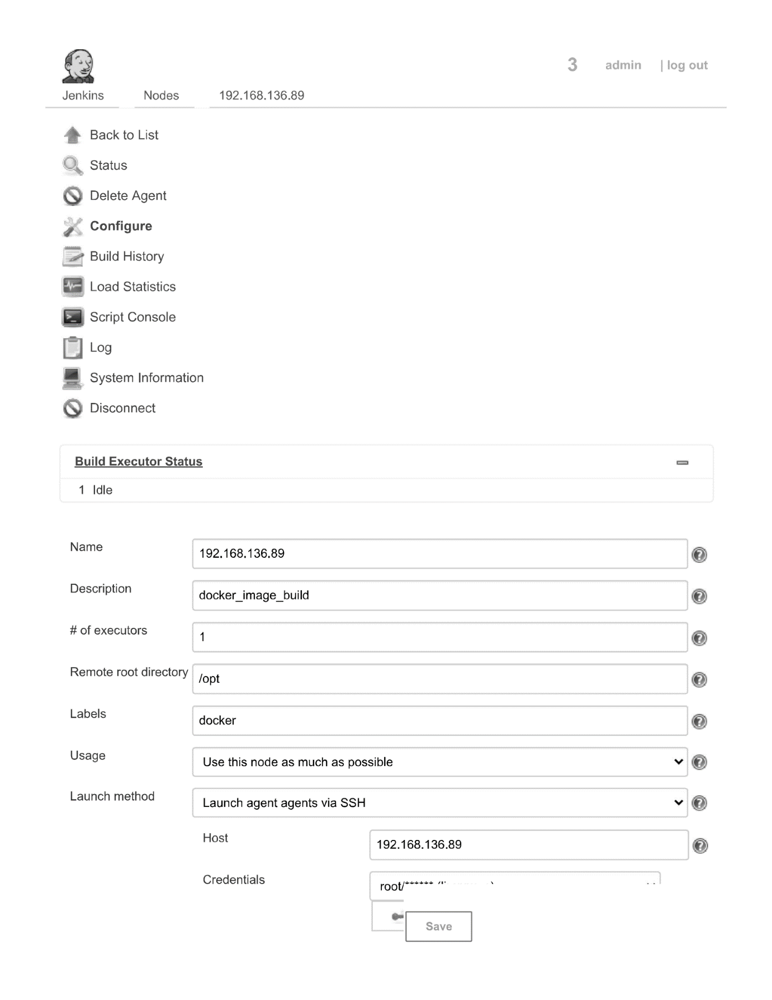 3 admin | log out
Jenkins Nodes 192.168.136.89
Back to List
Status
Delete Agent
Configure
Build History
Load Statistics
Script Console
Log
System Information
Disconnect
Build Executor Status
1 Idle
Name 192.168.136.89
Description docker_image_build
# of executors 1
Remote root directory /opt
Labels docker
Usage Use this node as much as possible
Launch method Launch agent agents via SSH
Host 192.168.136.89
Credentials root/******
Save